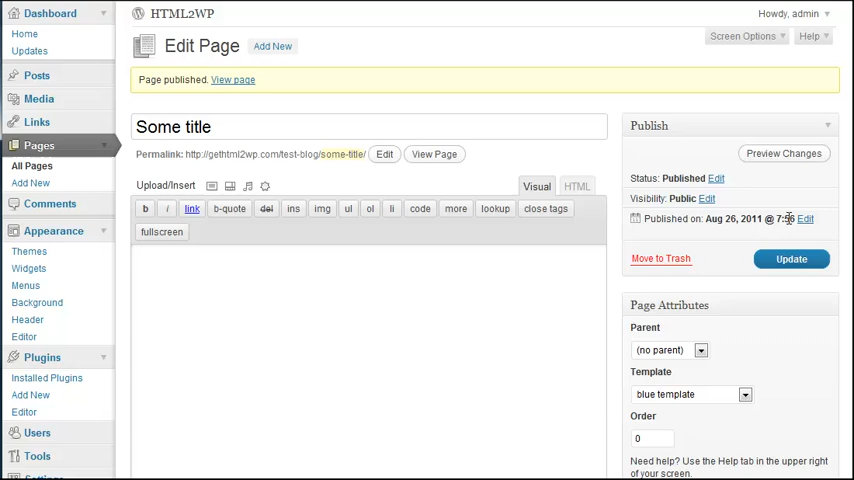 Dashboard
Home
Updates
Posts
Media
Links
Pages
All Pages
Add New
Comments
Appearance
Themes
Widgets
Menus
Background
Header
Editor
Plugins
Installed Plugins
Add New
Editor
Users
Tools
Settings
HTML2WP
Howdy, admin
Screen Options
Help
Edit Page
Add New
Page published. View page
Some title
Permalink: http://gethtml2wp.com/test-blog/some-title/ Edit View Page
Upload/Insert
Visual
HTML
b i link b-quote del ins img ul ol li code more lookup close tags
fullscreen
Publish
Preview Changes
Status: Published Edit
Visibility: Public Edit
Published on: Aug 26, 2011 @ 7:56 Edit
Move to Trash
Update
Page Attributes
Parent
(no parent)
Template
blue template
Order
0
Need help? Use the Help tab in the upper right
of your screen.